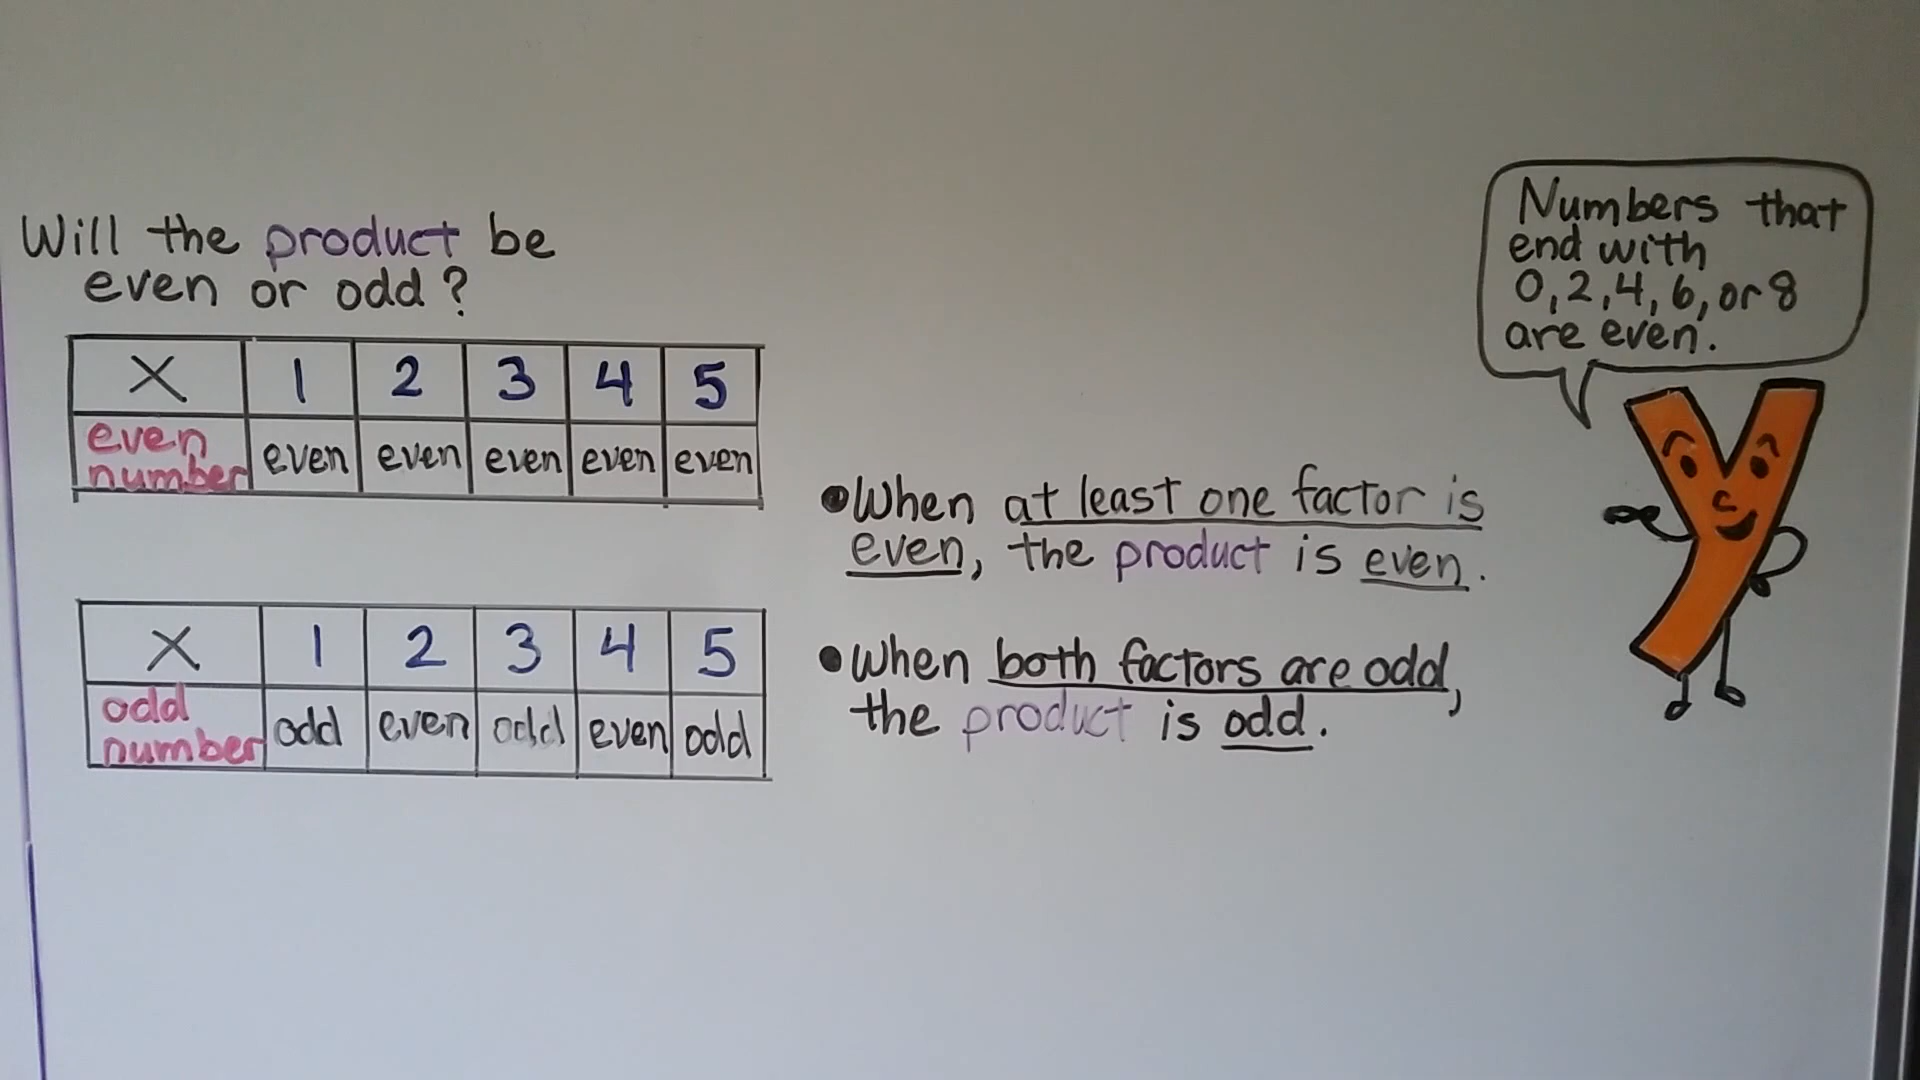 Will the product be
even or odd?
X 1 2 3 4 5
even
number even even even even even
X 1 2 3 4 5
odd
number odd even odd even odd
•When at least one factor is
even, the product is even.
•When both factors are odd,
the product is odd.
Numbers that
end with
0,2,4,6,or 8
are even.